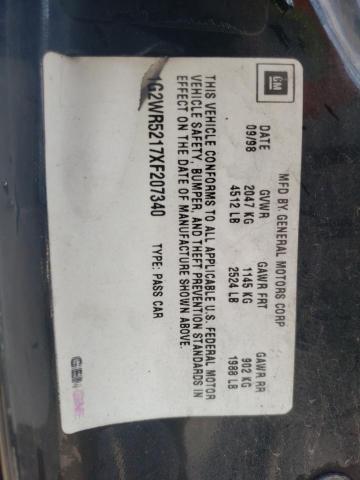 GM
MFD BY GENERAL MOTORS CORP
DATE GVWR GAWR FRT GAWR RR
09/98 2047 KG 1145 KG 902 KG
4512 LB 2524 LB 1988 LB
THIS VEHICLE CONFORMS TO ALL APPLICABLE U.S. FEDERAL MOTOR
VEHICLE SAFETY, BUMPER, AND THEFT PREVENTION STANDARDS IN
EFFECT ON THE DATE OF MANUFACTURE SHOWN ABOVE.
1G2WR5217XF207340 TYPE: PASS CAR